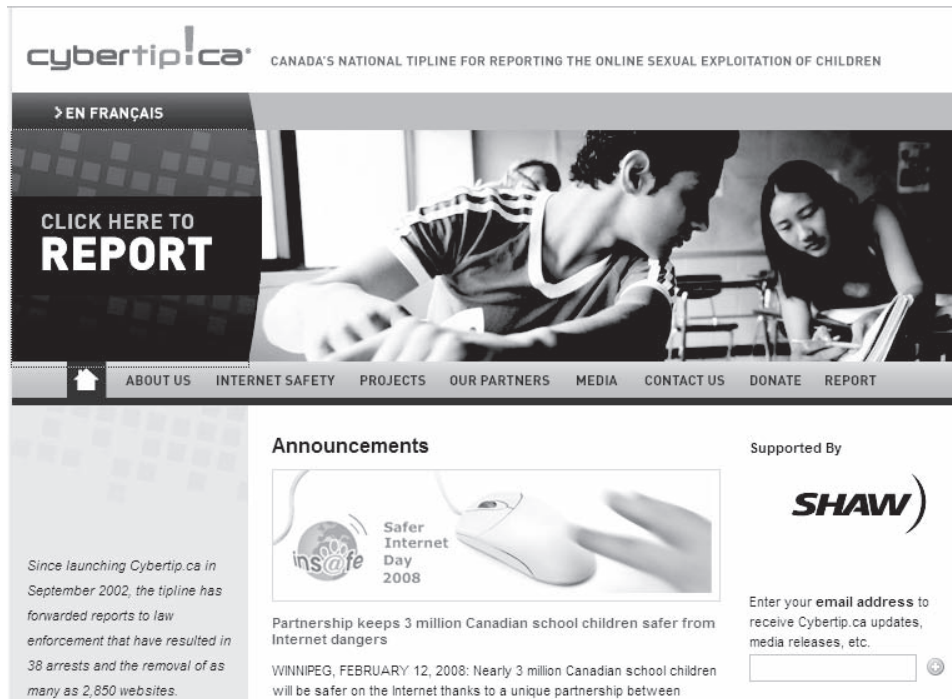 cybertip!ca
CANADA'S NATIONAL TIPLINE FOR REPORTING THE ONLINE SEXUAL EXPLOITATION OF CHILDREN
> EN FRANÇAIS
CLICK HERE TO
REPORT
ABOUT US INTERNET SAFETY PROJECTS OUR PARTNERS MEDIA CONTACT US DONATE REPORT
Since launching Cybertip.ca in
September 2002, the tipline has
forwarded reports to law
enforcement that have resulted in
38 arrests and the removal of as
many as 2,850 websites.
Announcements
ins@fe
Safer
Internet
Day
2008
Partnership keeps 3 million Canadian school children safer from
Internet dangers
WINNIPEG, FEBRUARY 12, 2008: Nearly 3 million Canadian school children
will be safer on the Internet thanks to a unique partnership between
Supported By
SHAW)
Enter your email address to
receive Cybertip.ca updates,
media releases, etc.